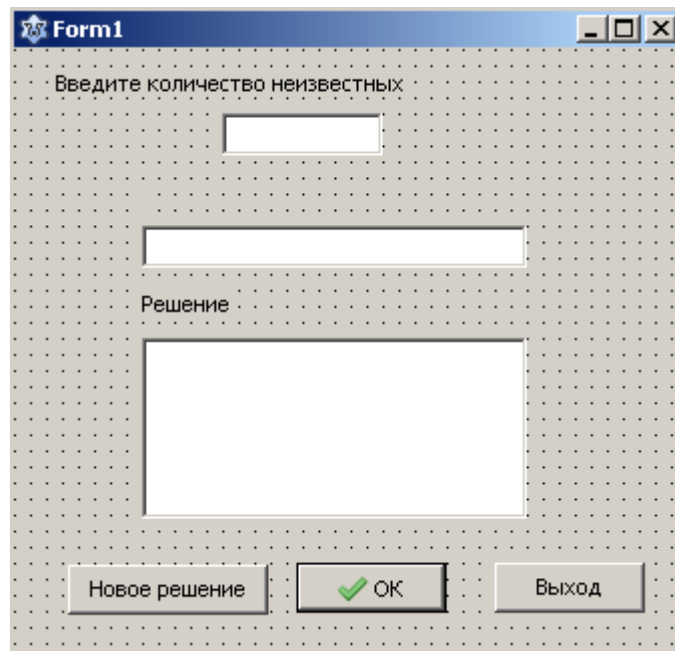 Form1
Введите количество неизвестных
Решение
Новое решение
OK
Выход